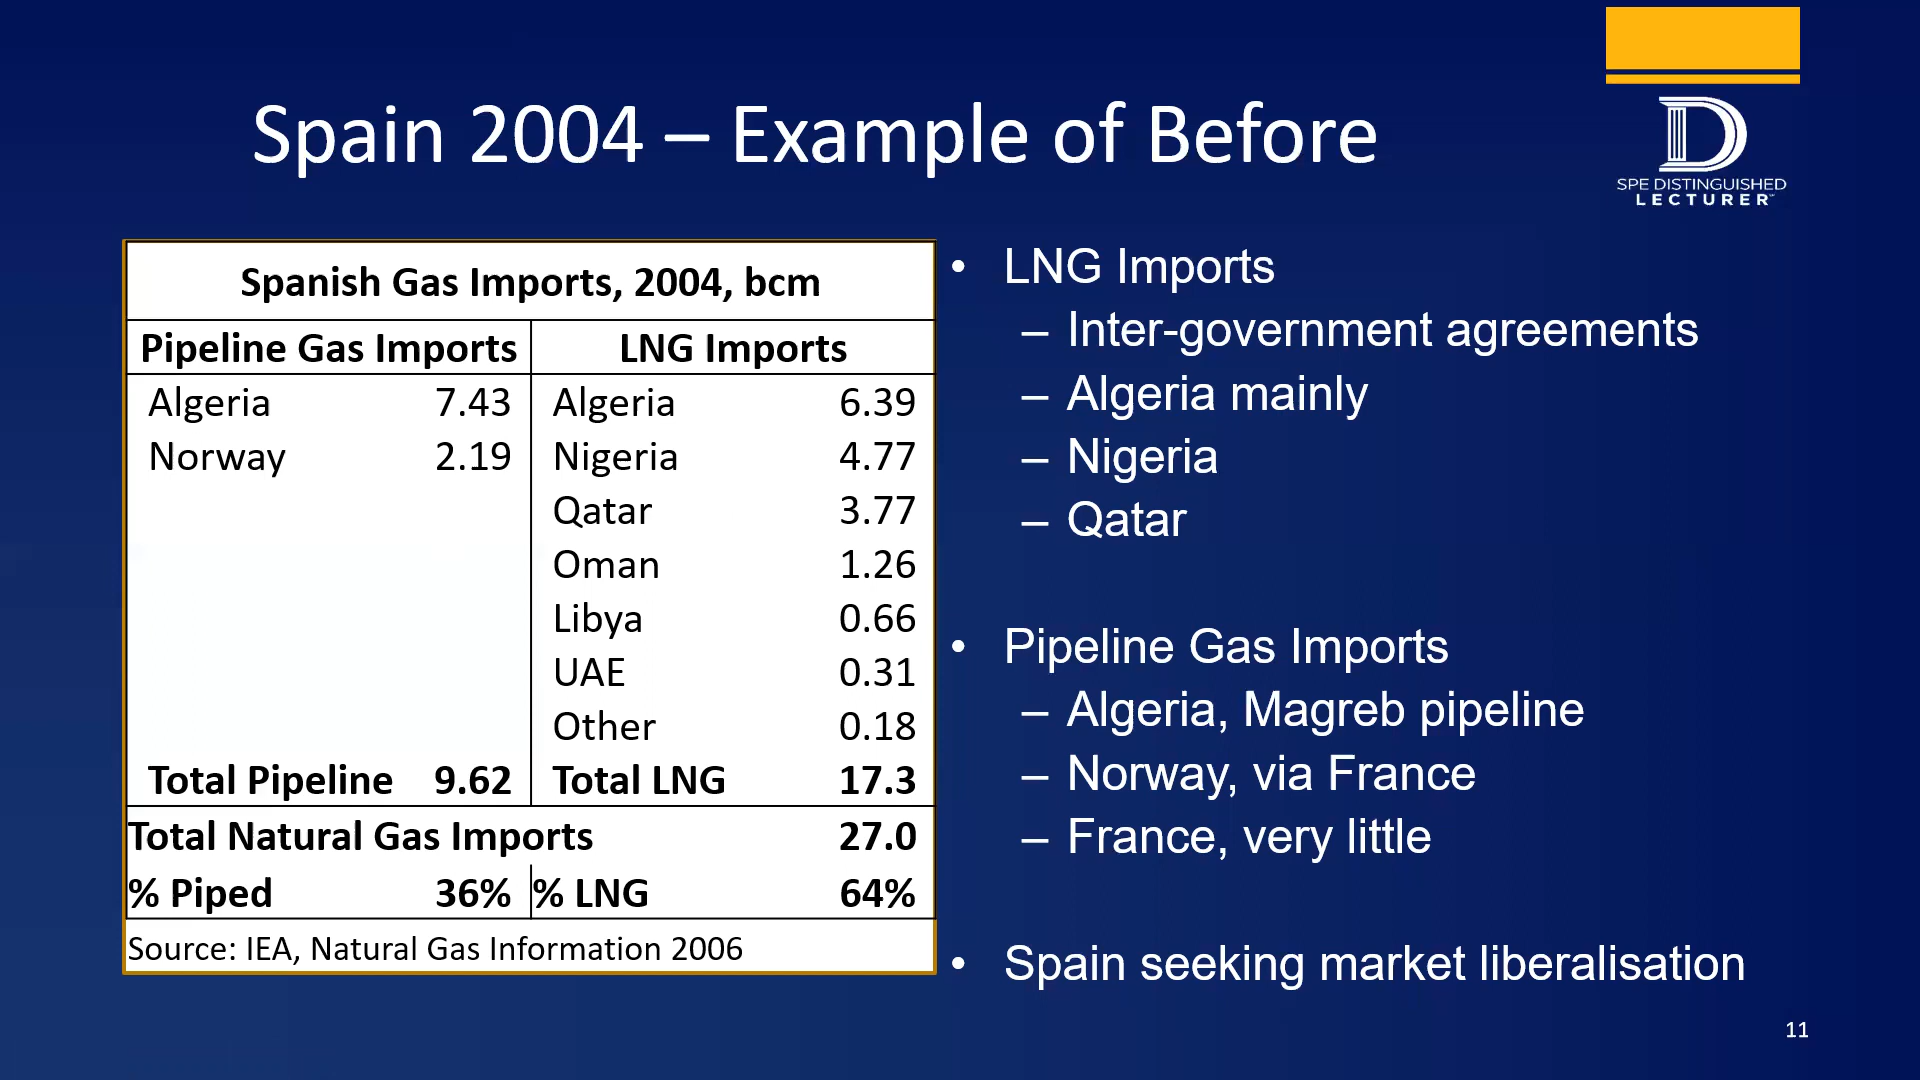 Spain 2004 – Example of Before
SPE DISTINGUISHED
LECTURER™
Spanish Gas Imports, 2004, bcm
Pipeline Gas Imports LNG Imports
Algeria 7.43 Algeria 6.39
Norway 2.19 Nigeria 4.77
Qatar 3.77
Oman 1.26
Libya 0.66
UAE 0.31
Other 0.18
Total Pipeline 9.62 Total LNG 17.3
Total Natural Gas Imports 27.0
% Piped 36% % LNG 64%
Source: IEA, Natural Gas Information 2006
• LNG Imports
– Inter-government agreements
– Algeria mainly
– Nigeria
– Qatar
• Pipeline Gas Imports
– Algeria, Magreb pipeline
– Norway, via France
– France, very little
• Spain seeking market liberalisation
11